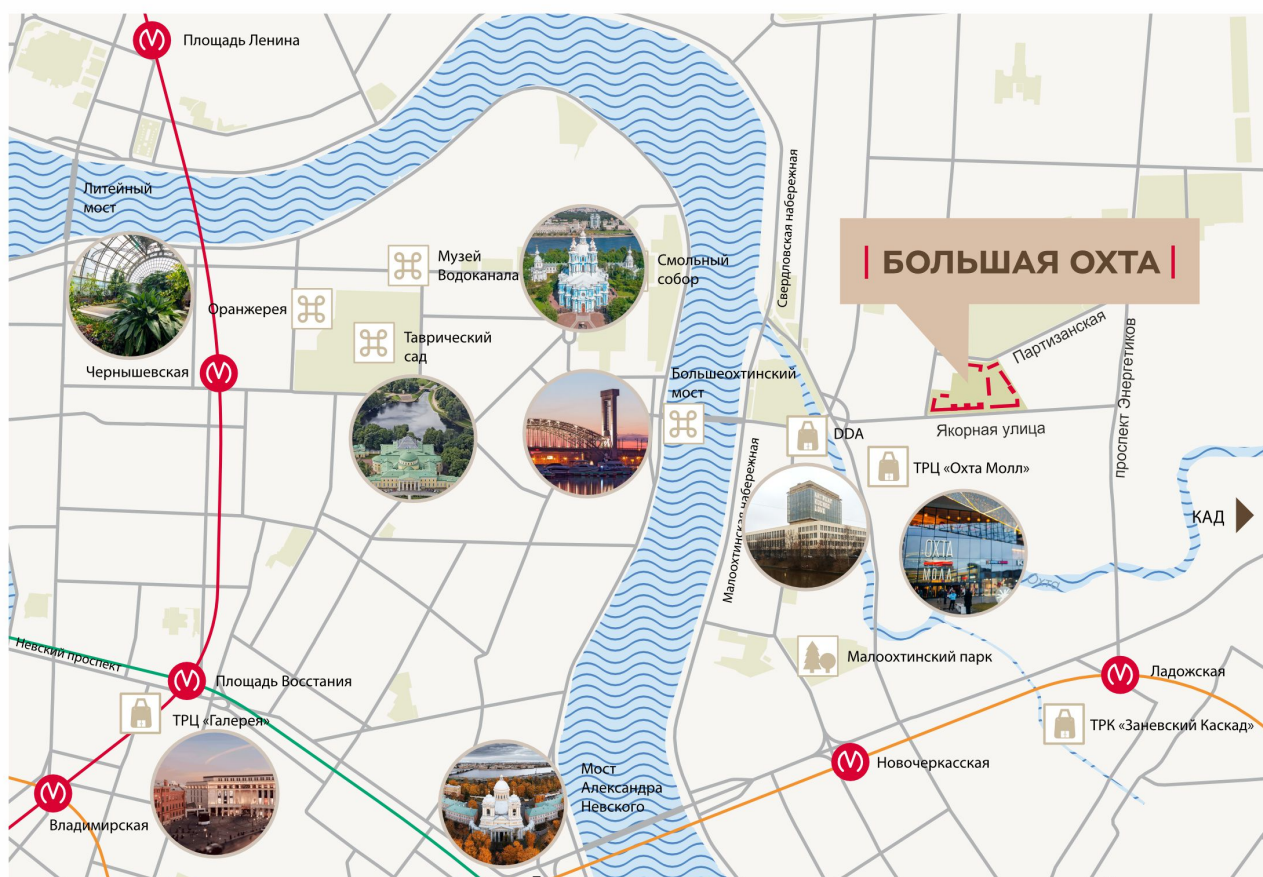 Площадь Ленина
Литейный
мост
Свердловская набережная
Музей
Водоканала
Смольный
собор
БОЛЬШАЯ ОХТА
Оранжерея
Таврический
сад
Партизанская
проспект Энергетиков
Чернышевская
Большеохтинский
мост
Якорная улица
DDA
ТРЦ «Охта Молл»
Малоохтинская набережная
КАД
ОХТА
МОЛЛ
Охта
Невский проспект
Малоохтинский парк
Площадь Восстания
Ладожская
ТРЦ «Галерея»
ТРК «Заневский Каскад»
Новочеркасская
Мост
Александра
Невского
Владимирская